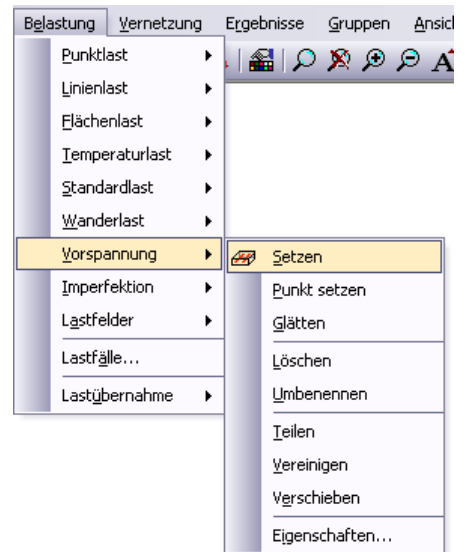 Belastung Vernetzung Ergebnisse Gruppen
A
Punktlast
Linienlast
Flächenlast
Temperaturlast
Standardlast
Wanderlast
Vorspannung
Imperfektion
Lastfelder
Lastfälle...
Lastübernahme
Setzen
Punkt setzen
Glätten
Löschen
Umbenennen
Teilen
Vereinigen
Verschieben
Eigenschaften...